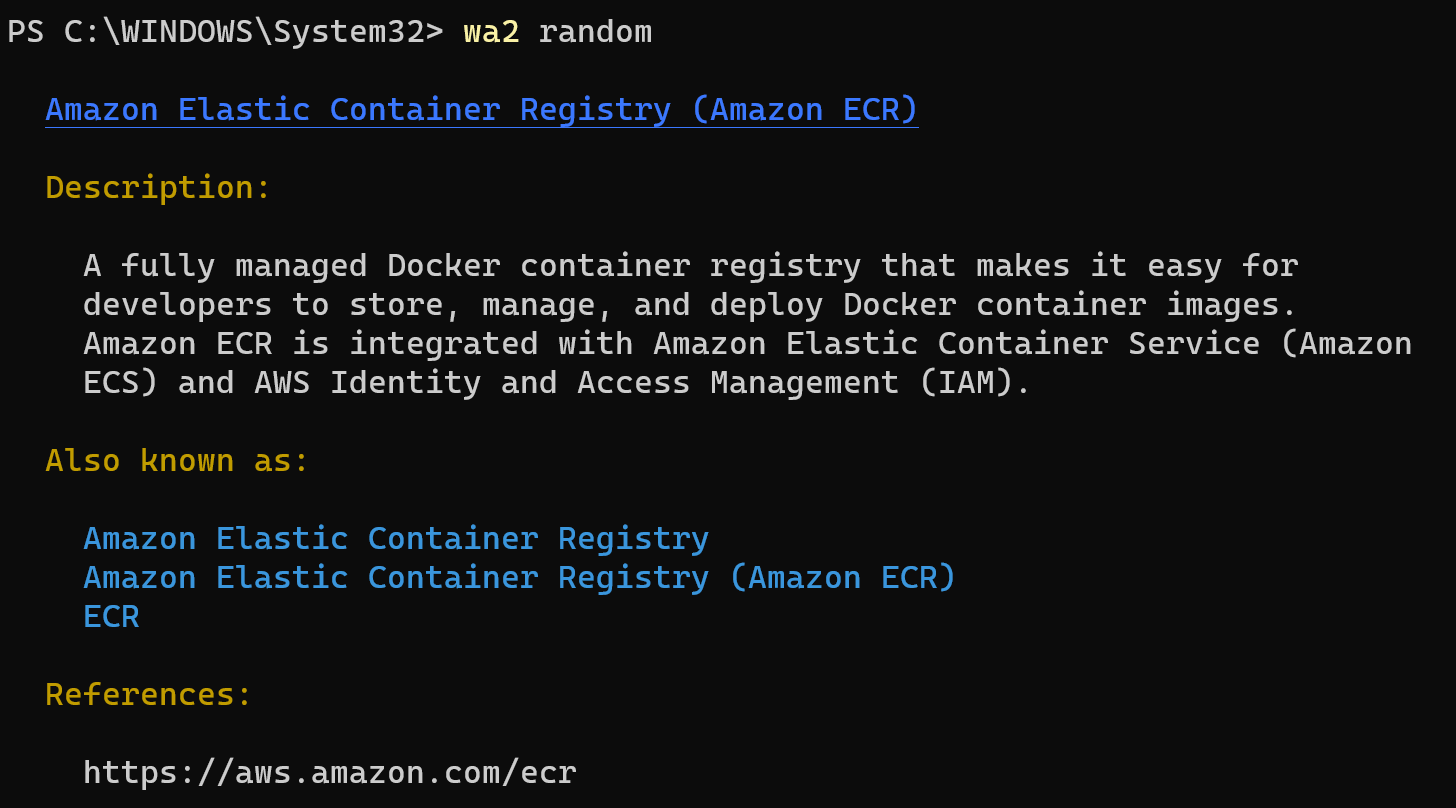 PS C:\WINDOWS\System32> wa2 random
Amazon Elastic Container Registry (Amazon ECR)
Description:
A fully managed Docker container registry that makes it easy for
developers to store, manage, and deploy Docker container images.
Amazon ECR is integrated with Amazon Elastic Container Service (Amazon
ECS) and AWS Identity and Access Management (IAM).
Also known as:
Amazon Elastic Container Registry
Amazon Elastic Container Registry (Amazon ECR)
ECR
References:
https://aws.amazon.com/ecr